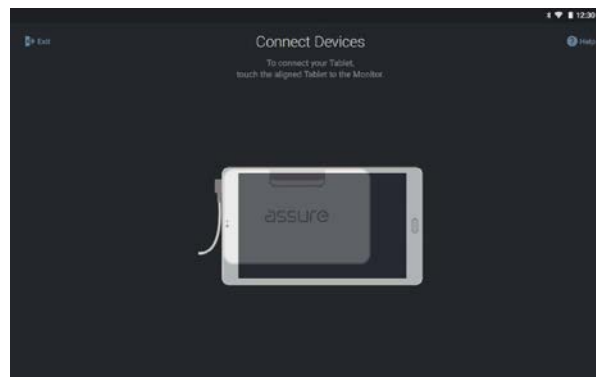 12:30
Exit
Connect Devices
Help
To connect your Tablet,
touch the aligned Tablet to the Monitor.
assure